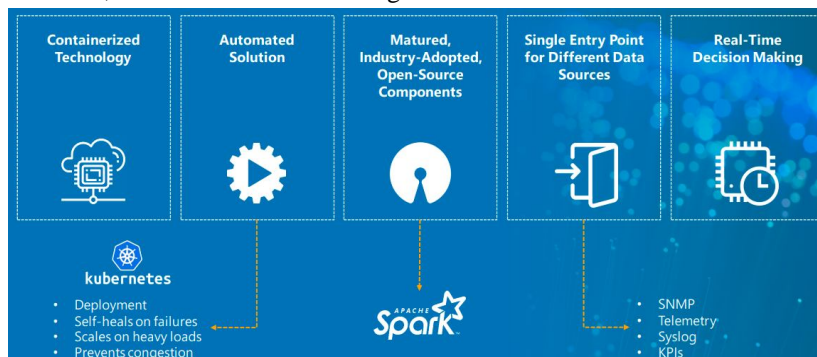 Containerized
Technology
Automated
Solution
Matured,
Industry-Adopted,
Open-Source
Components
Single Entry Point
for Different Data
Sources
Real-Time
Decision Making
kubernetes
• Deployment
• Self-heals on failures
• Scales on heavy loads
• Prevents congestion
APACHE
Spark
• SNMP
• Telemetry
• Syslog
• KPIs